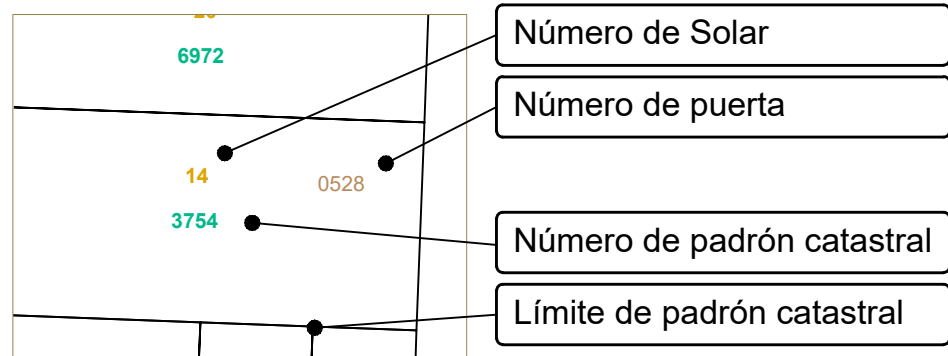 6972
Número de Solar
Número de puerta
14
0528
3754
Número de padrón catastral
Límite de padrón catastral